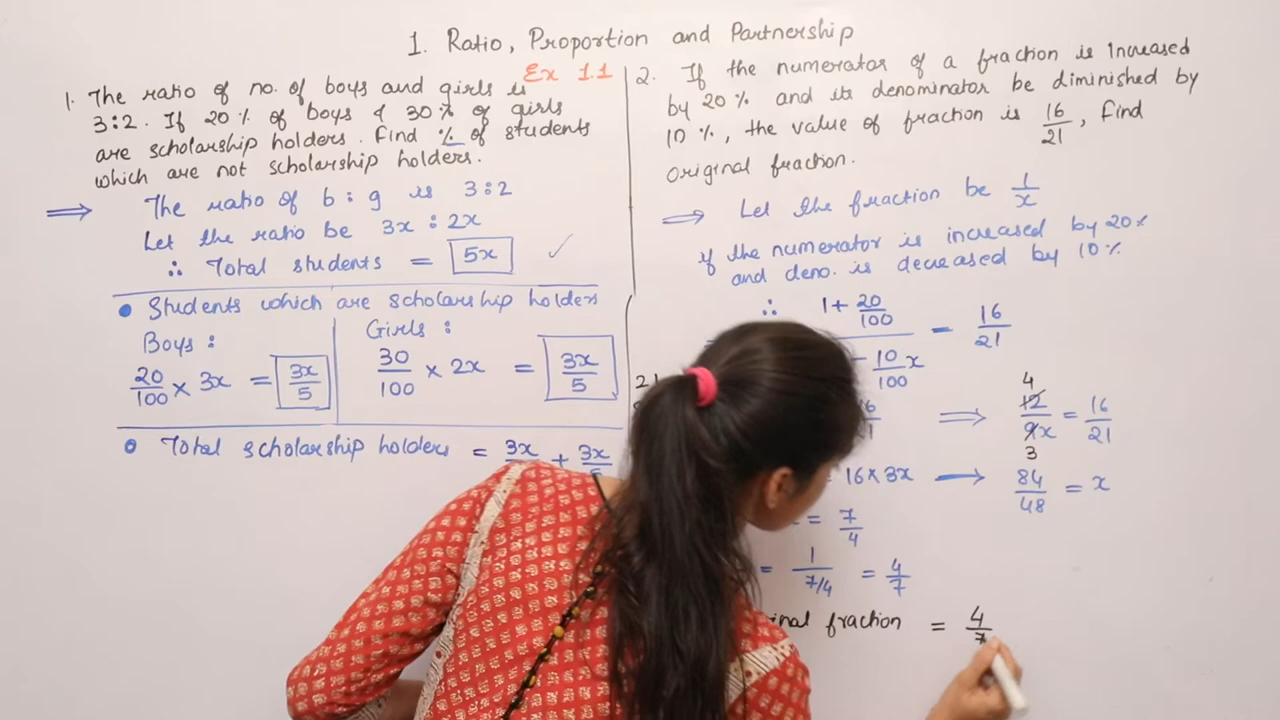 1. Ratio, Proportion and Partnership
Ex 1.1
1. The ratio of no. of boys and girls is
3:2. If 20% of boys & 30% of girls
are scholarship holders. Find % of students
which are not scholarship holders.
⟹ The ratio of b : g is 3:2
Let the ratio be 3x : 2x
∴ Total students = 5x ✓
• Students which are scholarship holders
Boys :
20/100 × 3x = 3x/5
Girls :
30/100 × 2x = 3x/5
• Total scholarship holders = 3x + 3x/5
2. If the numerator of a fraction is increased
by 20% and its denominator be diminished by
10%, the value of fraction is 16/21, find
original fraction.
⟹ Let the fraction be 1/x
if the numerator is increased by 20%
and deno. is decreased by 10%
∴ 1 + 20/100
- 10/100 x = 16/21
21 ⟹ 12/9x = 16/21
4
3
= 16 × 3x → 84/48 = x
= 7/4
= 1/7/4 = 4/7
fraction = 4/7